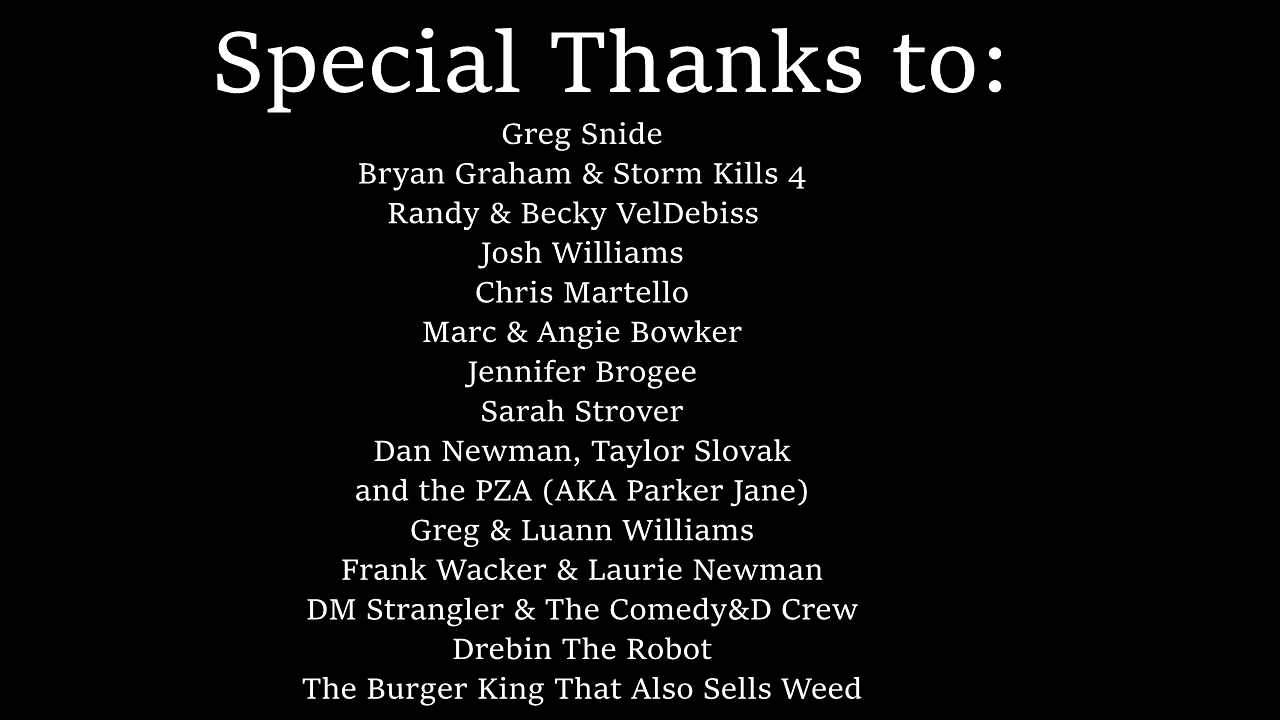 Special Thanks to:
Greg Snide
Bryan Graham & Storm Kills 4
Randy & Becky VelDebiss
Josh Williams
Chris Martello
Marc & Angie Bowker
Jennifer Brogee
Sarah Strover
Dan Newman, Taylor Slovak
and the PZA (AKA Parker Jane)
Greg & Luann Williams
Frank Wacker & Laurie Newman
DM Strangler & The Comedy&D Crew
Drebin The Robot
The Burger King That Also Sells Weed